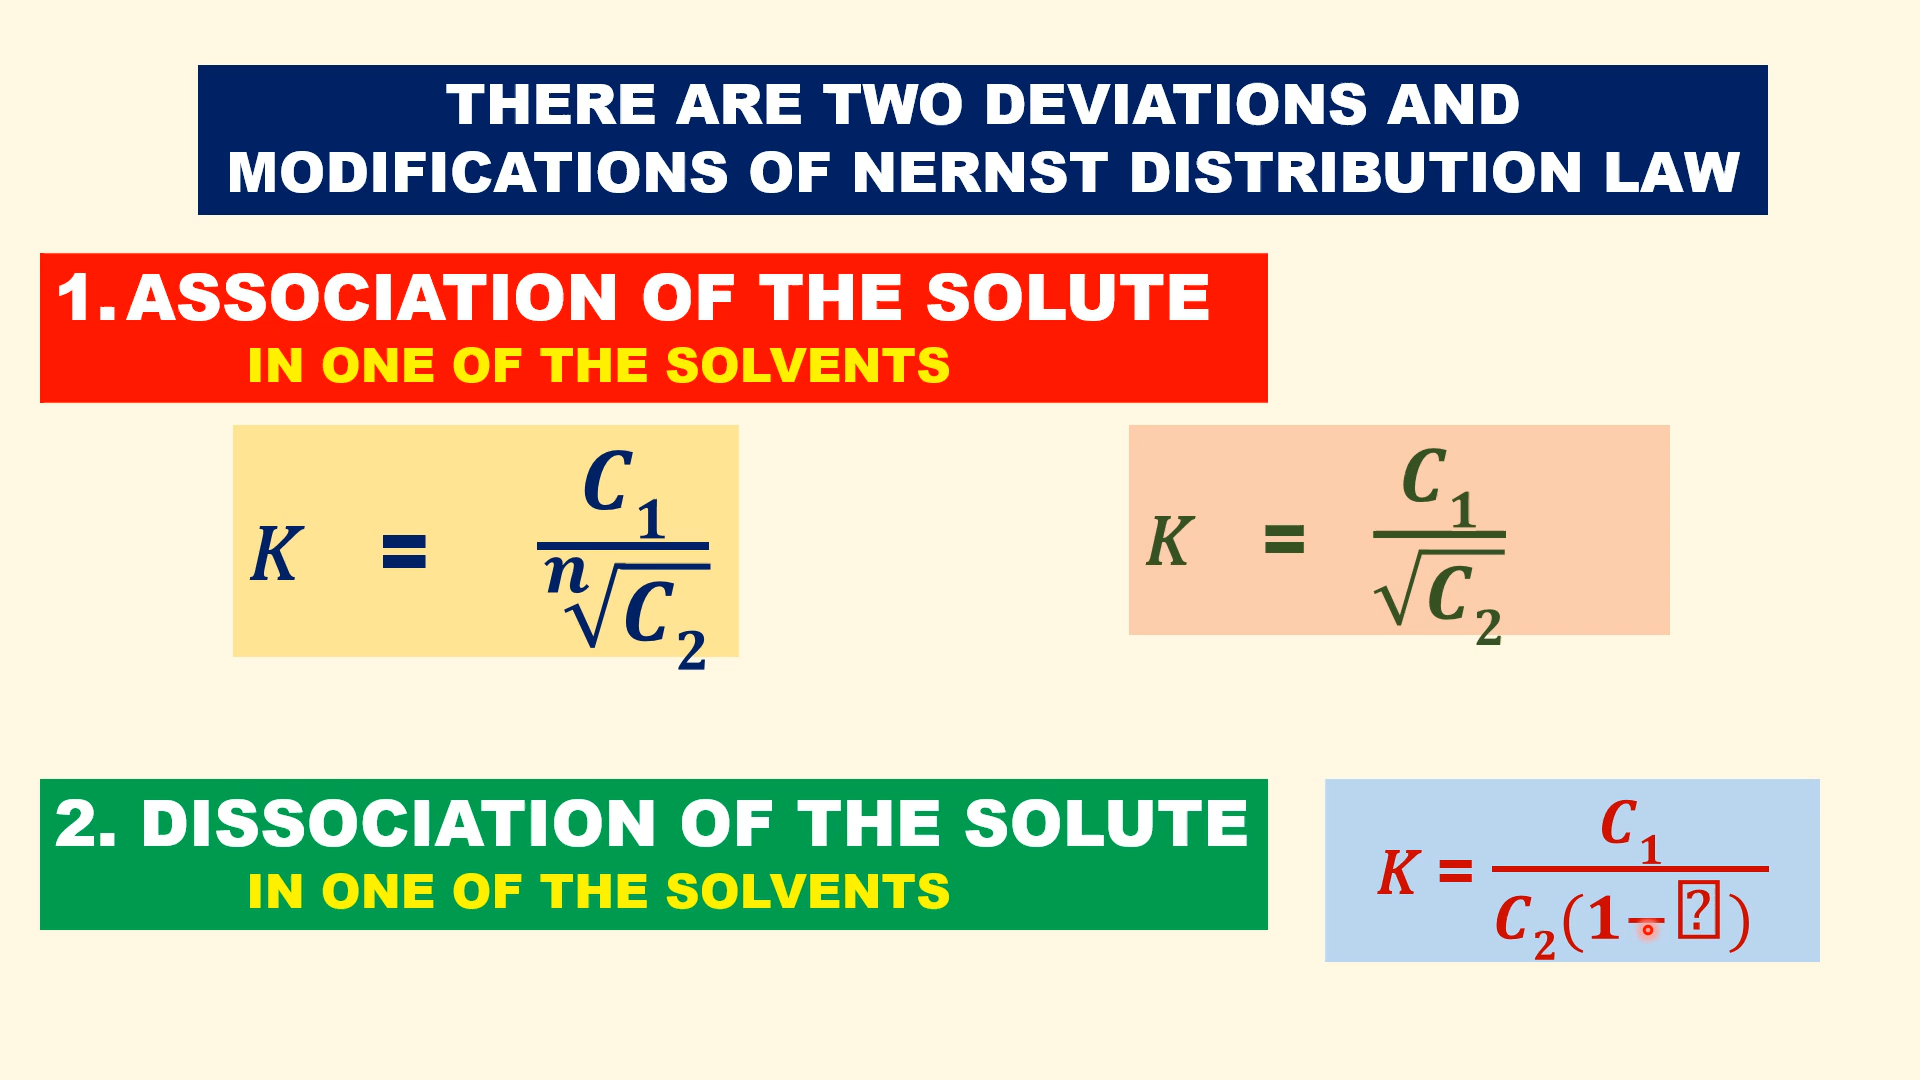 THERE ARE TWO DEVIATIONS AND
MODIFICATIONS OF NERNST DISTRIBUTION LAW
1. ASSOCIATION OF THE SOLUTE
IN ONE OF THE SOLVENTS
K = C₁ / ⁿ√C₂
K = C₁ / √C₂
2. DISSOCIATION OF THE SOLUTE
IN ONE OF THE SOLVENTS
K = C₁ / C₂(1–⍰)